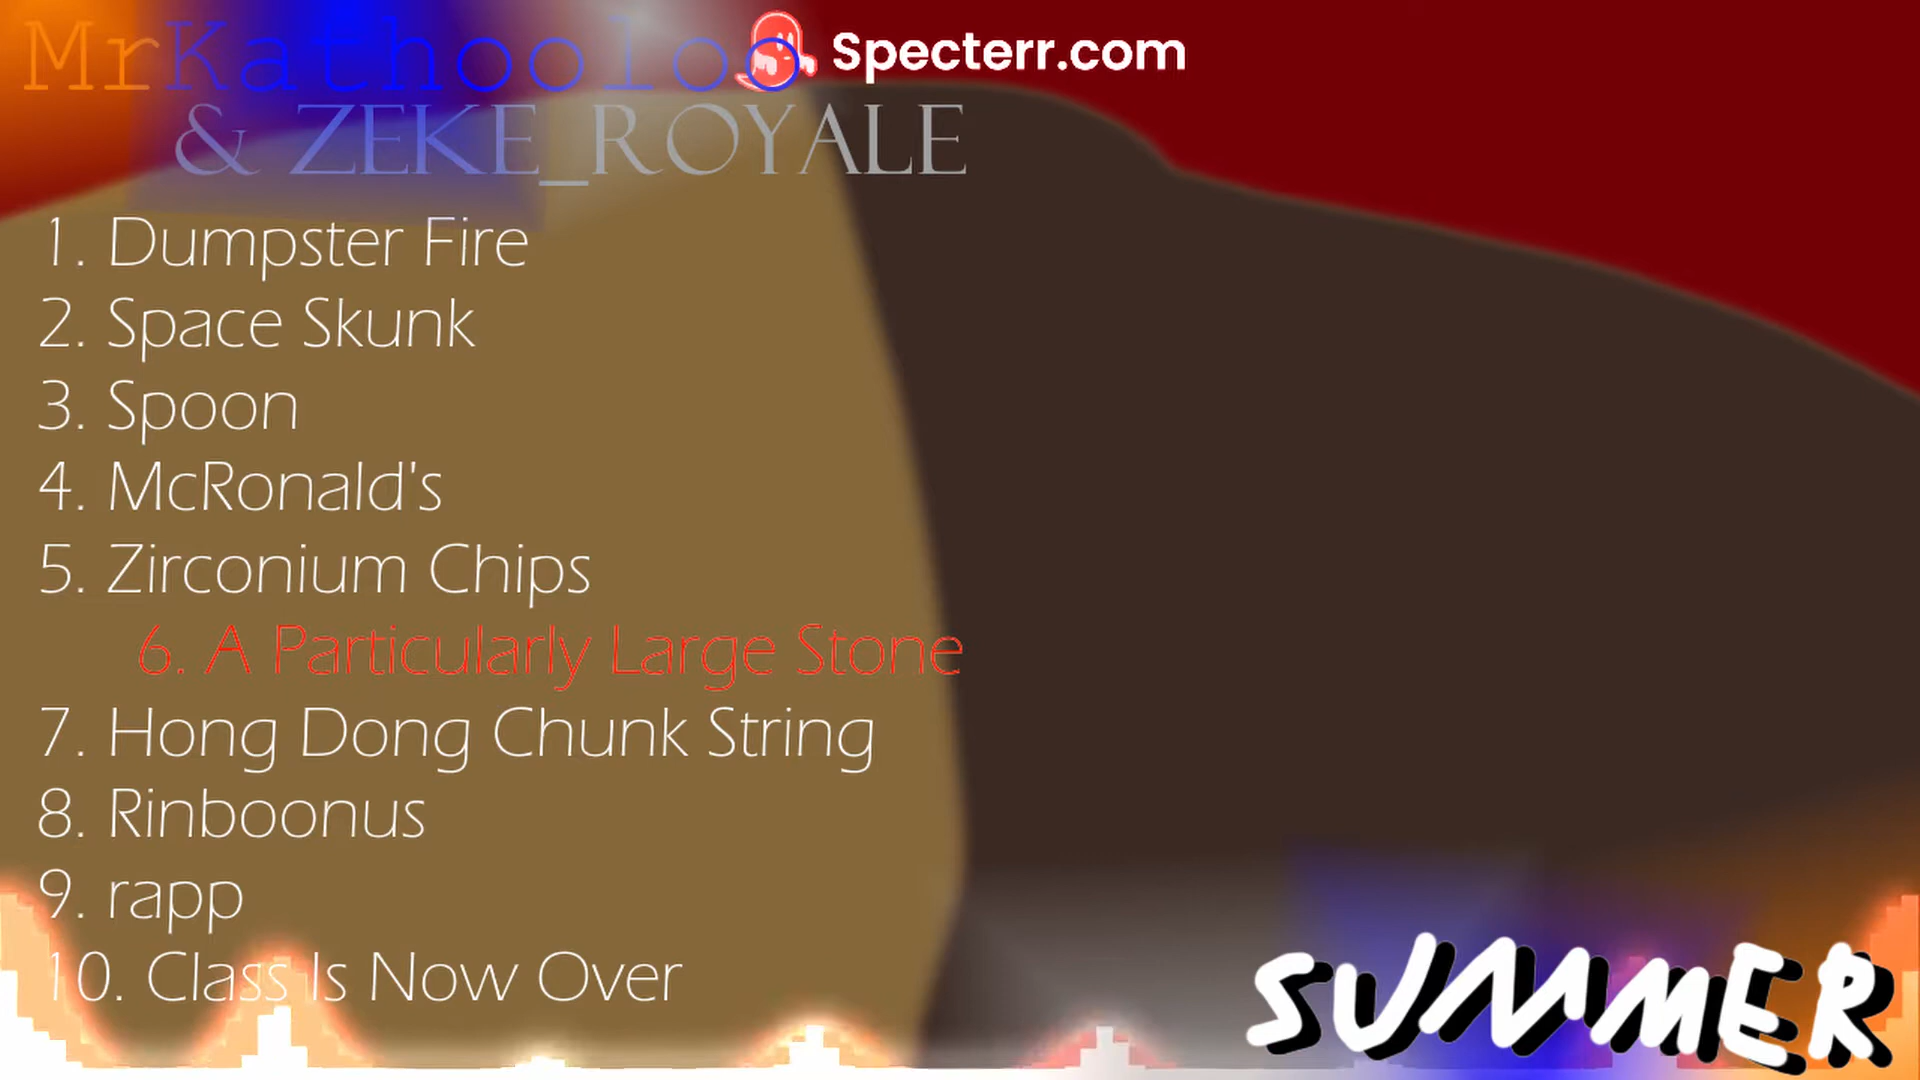 MrKathooloo
Specterr.com
& ZEKE_ROYALE
1. Dumpster Fire
2. Space Skunk
3. Spoon
4. McRonald's
5. Zirconium Chips
6. A Particularly Large Stone
7. Hong Dong Chunk String
8. Rinboonus
9. rapp
10. Class Is Now Over
SUMMER